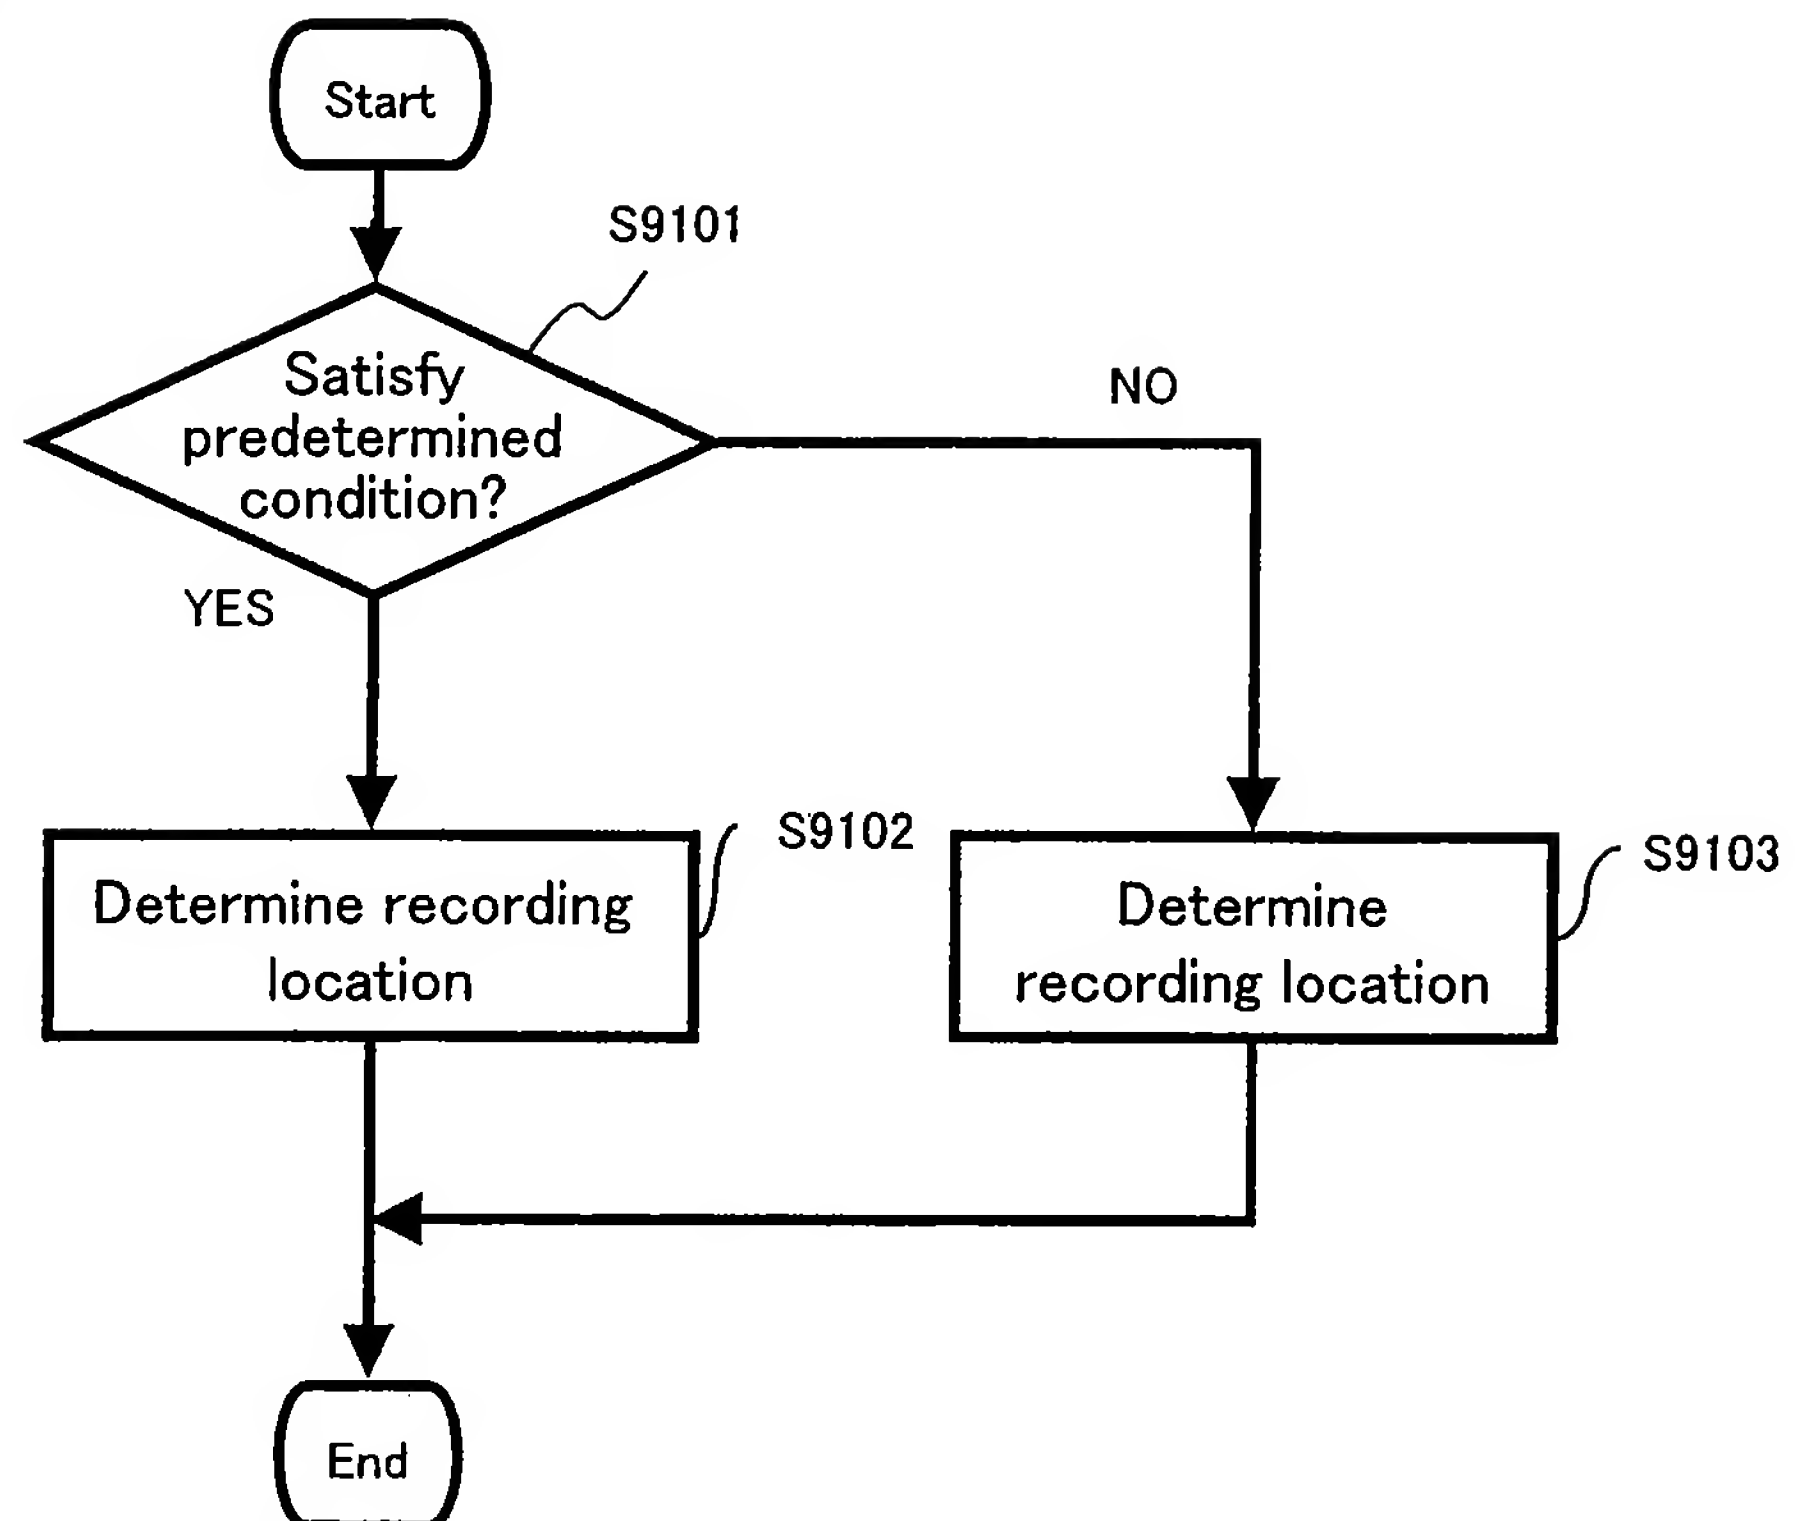 Start
S9101
Satisfy
predetermined
condition?
NO
YES
S9102
Determine recording
location
S9103
Determine
recording location
End